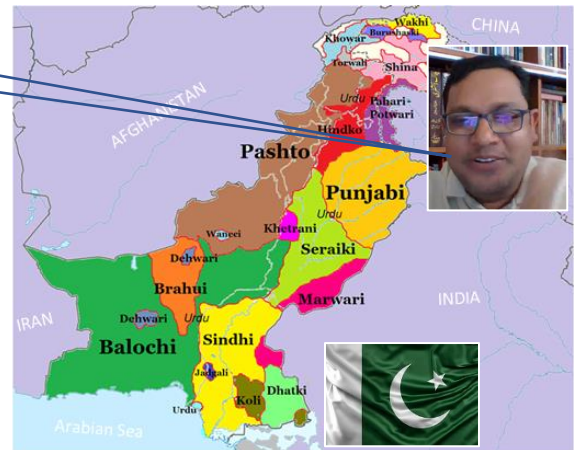 CHINA
Wakhi
Burushaski
Khowar
Torwali
Shina
Urdu
Pahari-
Potwari
Hindko
AFGHANETAN
Pashto
Punjabi
Urdu
Khetrani
Waneci
Seraiki
Dehwari
Brahui
Marwari
INDIA
IRAN
Dehwari
Urdu
Balochi
Sindhi
Jadgali
Koli
Dhatki
Urdu
Arabian Sea